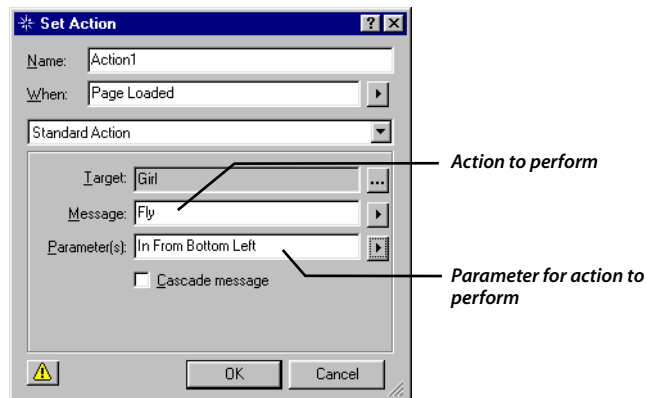 Set Action
Name: Action1
When: Page Loaded
Standard Action
Action to perform
Target: Girl ...
Message: Fly
Parameter(s): In From Bottom Left
Cascade message
Parameter for action to
perform
OK Cancel